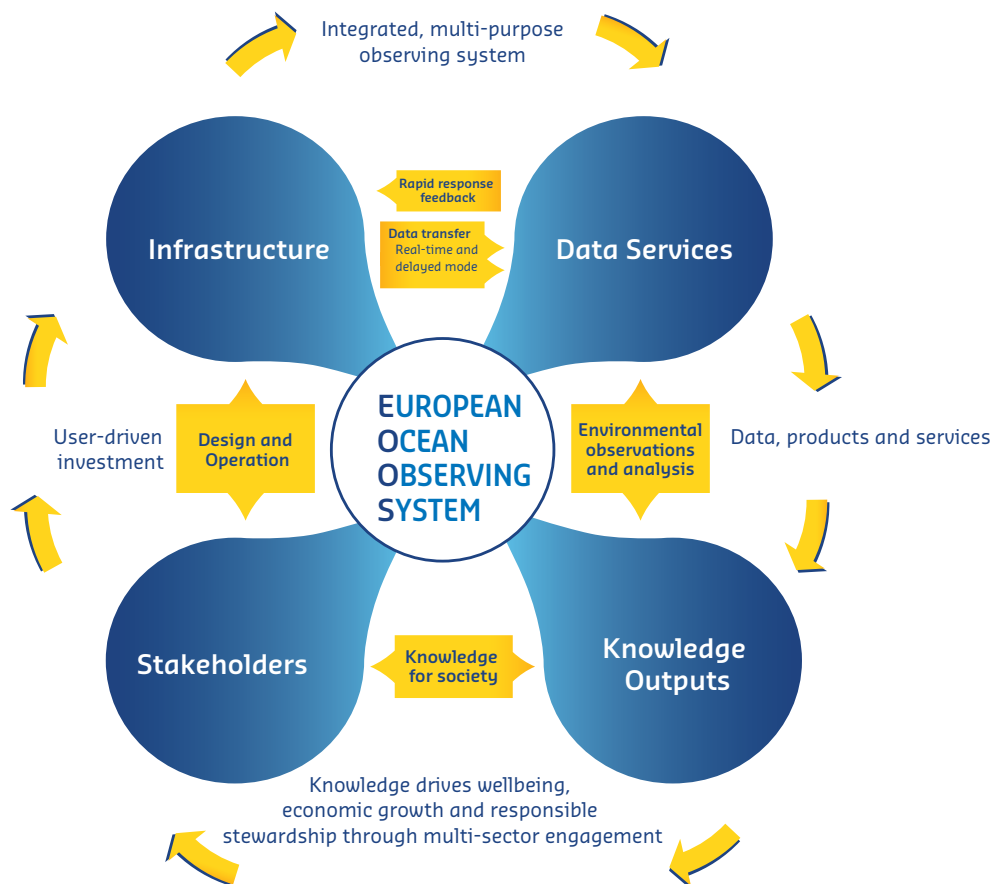 Integrated, multi-purpose
observing system
Rapid response
feedback
Infrastructure
Data transfer
Real-time and
delayed mode
Data Services
User-driven
investment
Design and
Operation
EUROPEAN
OCEAN
OBSERVING
SYSTEM
Environmental
observations
and analysis
Data, products and services
Stakeholders
Knowledge
for society
Knowledge
Outputs
Knowledge drives wellbeing,
economic growth and responsible
stewardship through multi-sector engagement